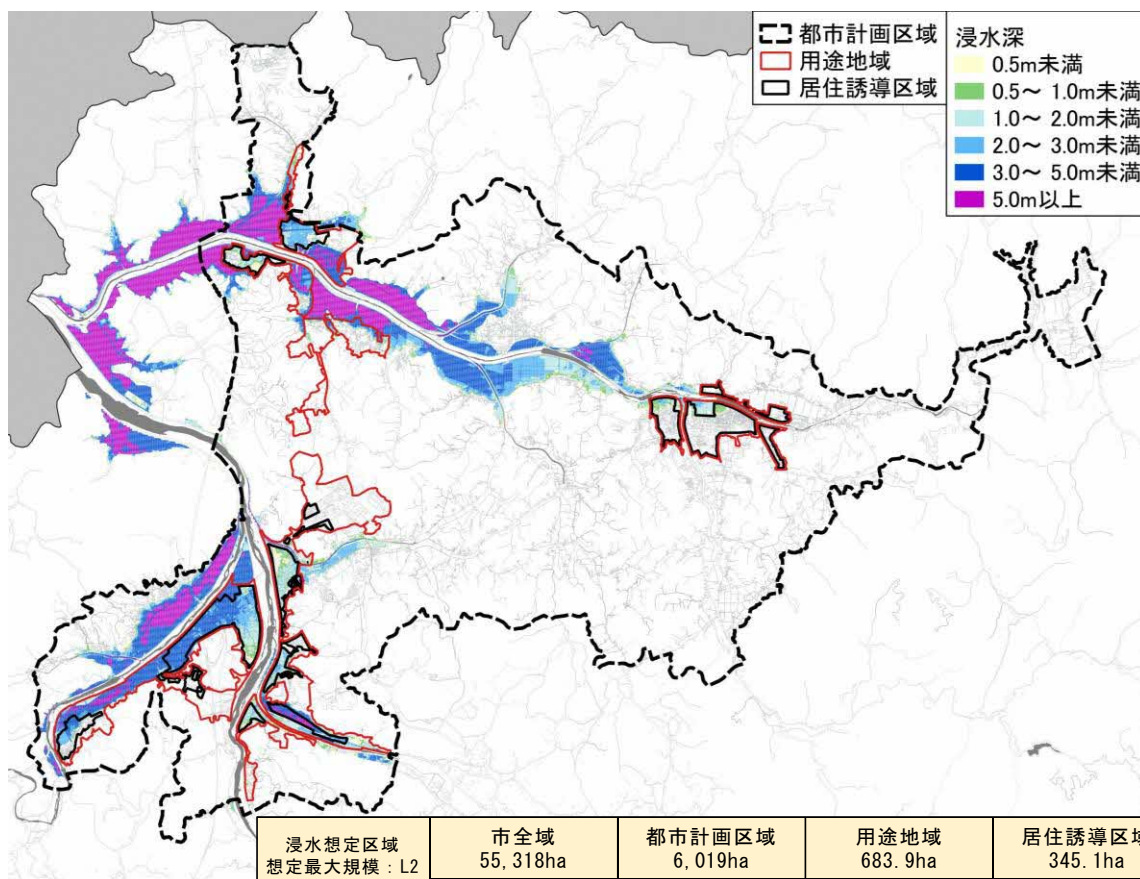 都市計画区域
用途地域
居住誘導区域
浸水深
0.5m未満
0.5～ 1.0m未満
1.0～ 2.0m未満
2.0～ 3.0m未満
3.0～ 5.0m未満
5.0m以上
浸水想定区域
想定最大規模：L2
市全域
55,318ha
都市計画区域
6,019ha
用途地域
683.9ha
居住誘導区域
345.1ha